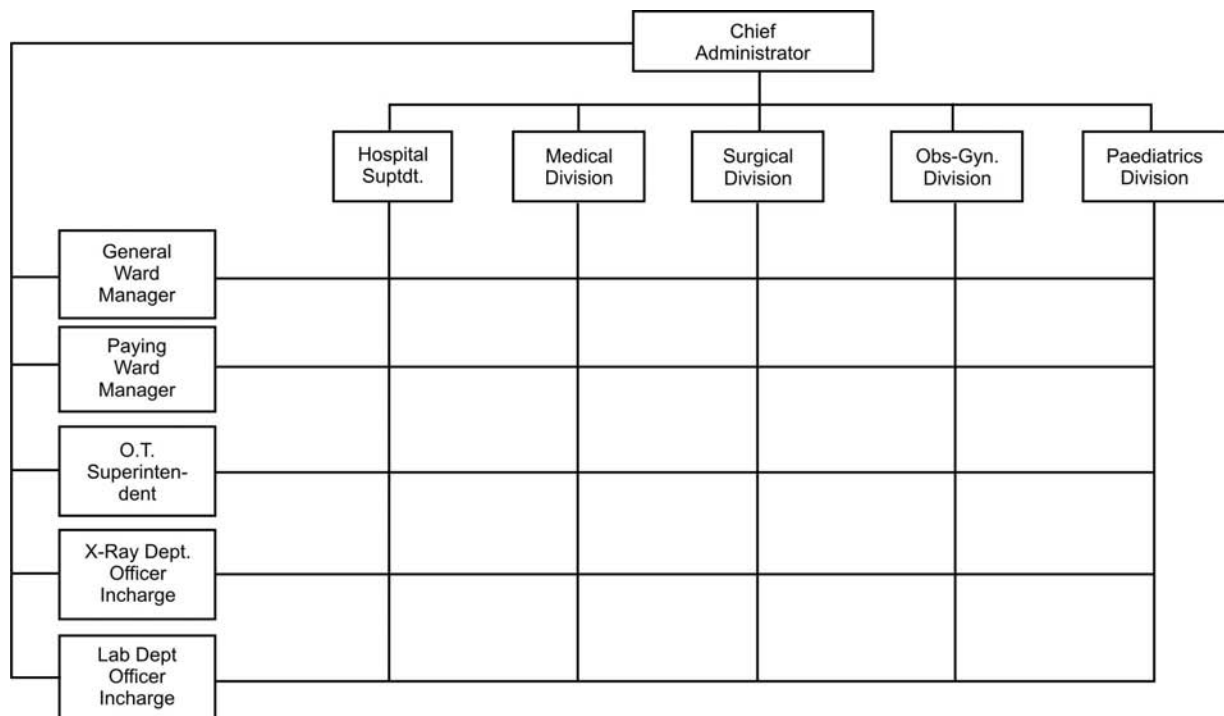 Chief
Administrator
Hospital
Suptdt.
Medical
Division
Surgical
Division
Obs-Gyn.
Division
Paediatrics
Division
General
Ward
Manager
Paying
Ward
Manager
O.T.
Superinten-
dent
X-Ray Dept.
Officer
Incharge
Lab Dept
Officer
Incharge